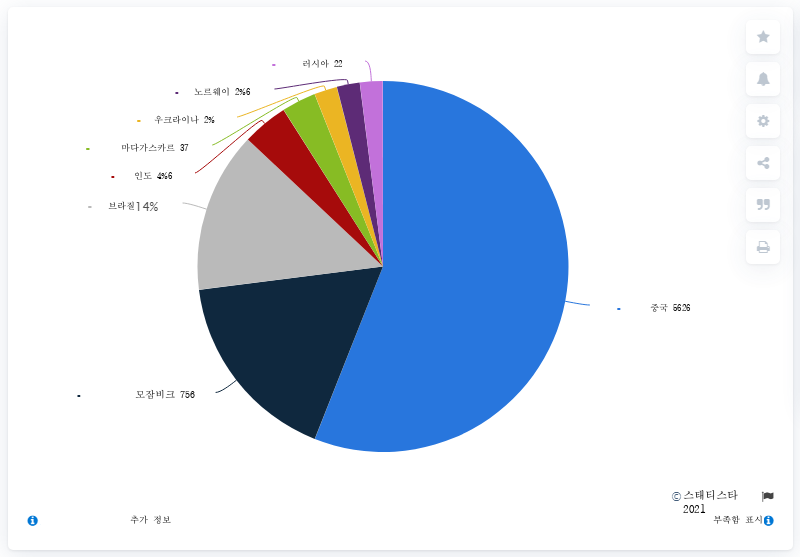 러시아 22
노르웨이 2%6
우크라이나 2%
마다가스카르 37
인도 4%6
브라질14%
중국 5626
모잠비크 756
©스태티스타
2021
추가 정보
부족함 표시